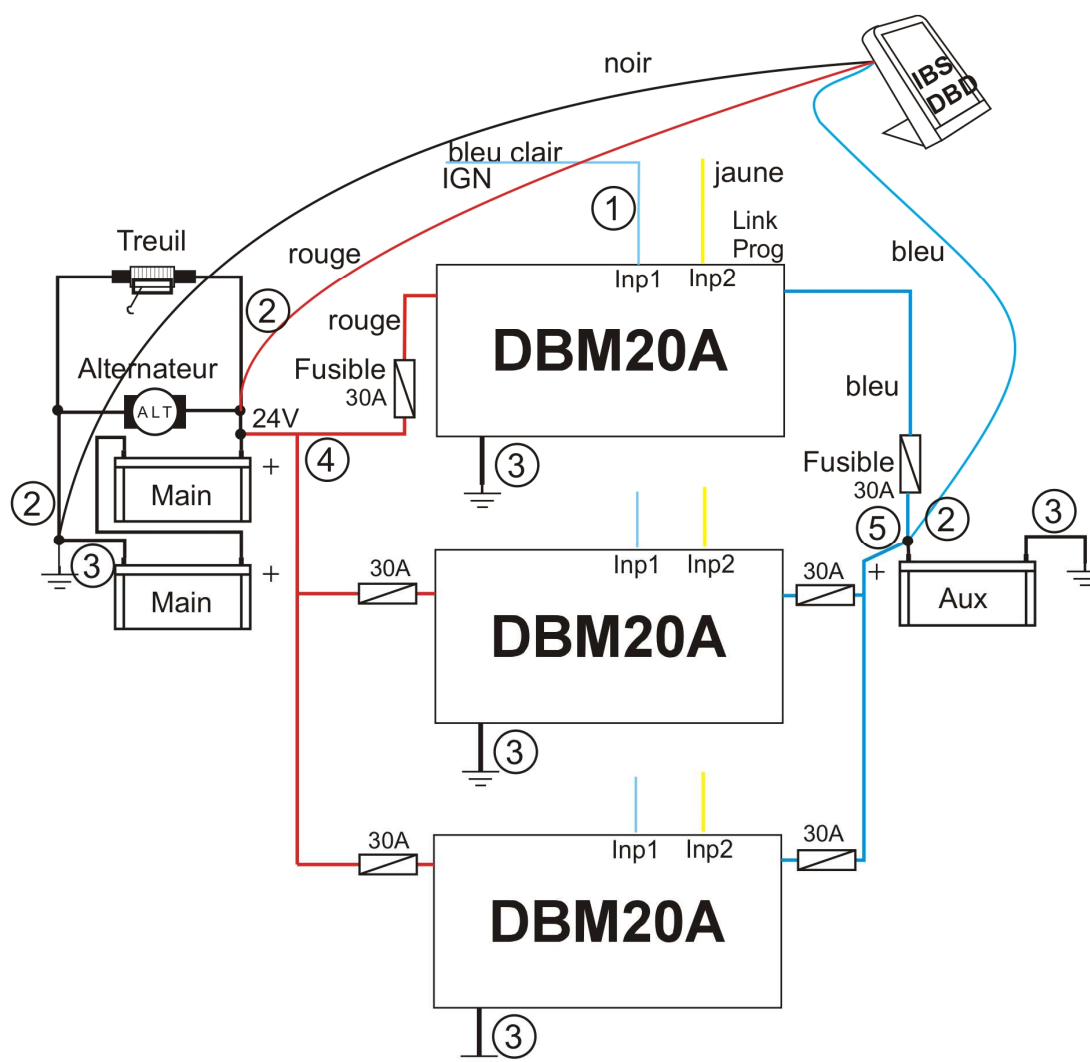 noir
IBS
DBD
bleu clair
IGN
jaune
1
Link
Prog
Treuil
rouge
bleu
Inp1
Inp2
2
rouge
DBM20A
Alternateur
Fusible
30A
ALT
bleu
24V
4
3
Fusible
30A
+
Main
2
5
2
3
3
Inp1
Inp2
+
30A
30A
+
Main
Aux
DBM20A
3
30A
30A
Inp1
Inp2
DBM20A
3